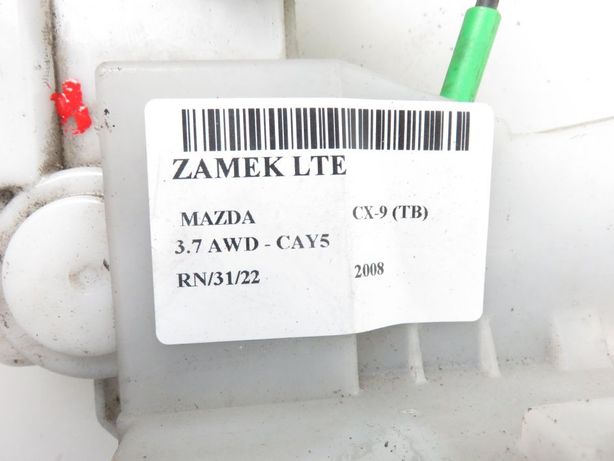 ZAMEK LTE
MAZDA CX-9 (TB)
3.7 AWD - CAY5
RN/31/22 2008